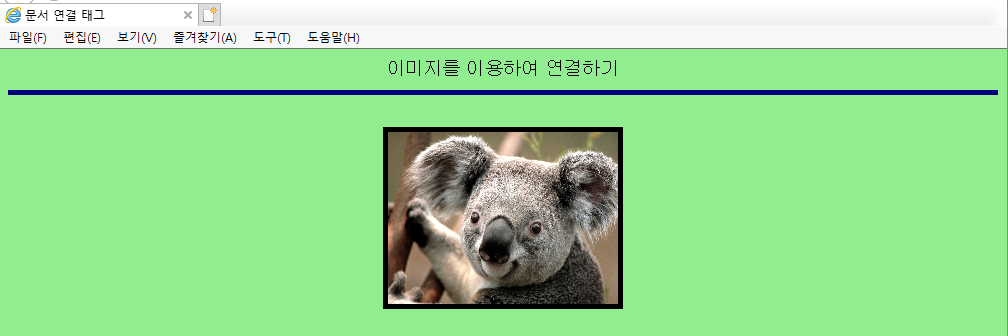 문서 연결 태그
파일(F) 편집(E) 보기(V) 즐겨찾기(A) 도구(T) 도움말(H)
이미지를 이용하여 연결하기